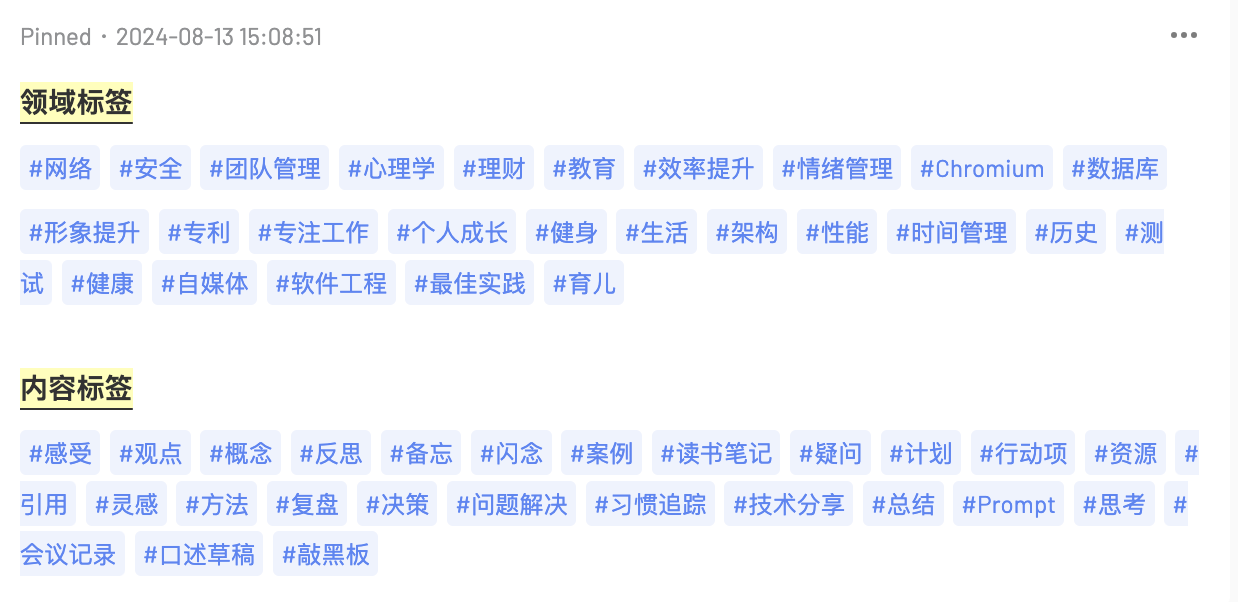 Pinned · 2024-08-13 15:08:51
领域标签
#网络 #安全 #团队管理 #心理学 #理财 #教育 #效率提升 #情绪管理 #Chromium #数据库
#形象提升 #专利 #专注工作 #个人成长 #健身 #生活 #架构 #性能 #时间管理 #历史 #测
试 #健康 #自媒体 #软件工程 #最佳实践 #育儿
内容标签
#感受 #观点 #概念 #反思 #备忘 #闪念 #案例 #读书笔记 #疑问 #计划 #行动项 #资源 #
引用 #灵感 #方法 #复盘 #决策 #问题解决 #习惯追踪 #技术分享 #总结 #Prompt #思考 #
会议记录 #口述草稿 #敲黑板